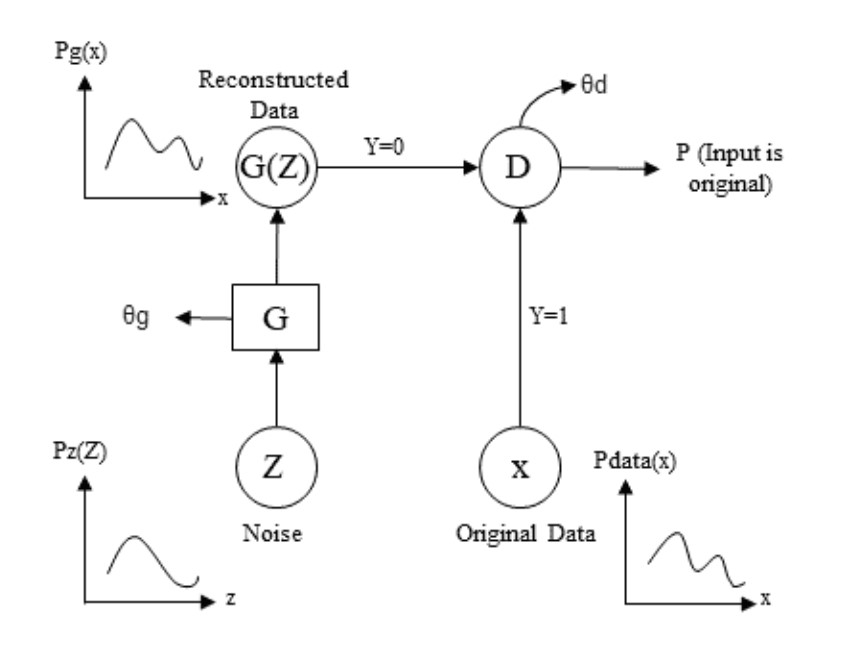 Pg(x)
Reconstructed
Data
θd
G(Z)
Y=0
D
P (Input is
original)
x
θg
G
Y=1
Pz(Z)
Z
x
Pdata(x)
Noise
Original Data
z
x